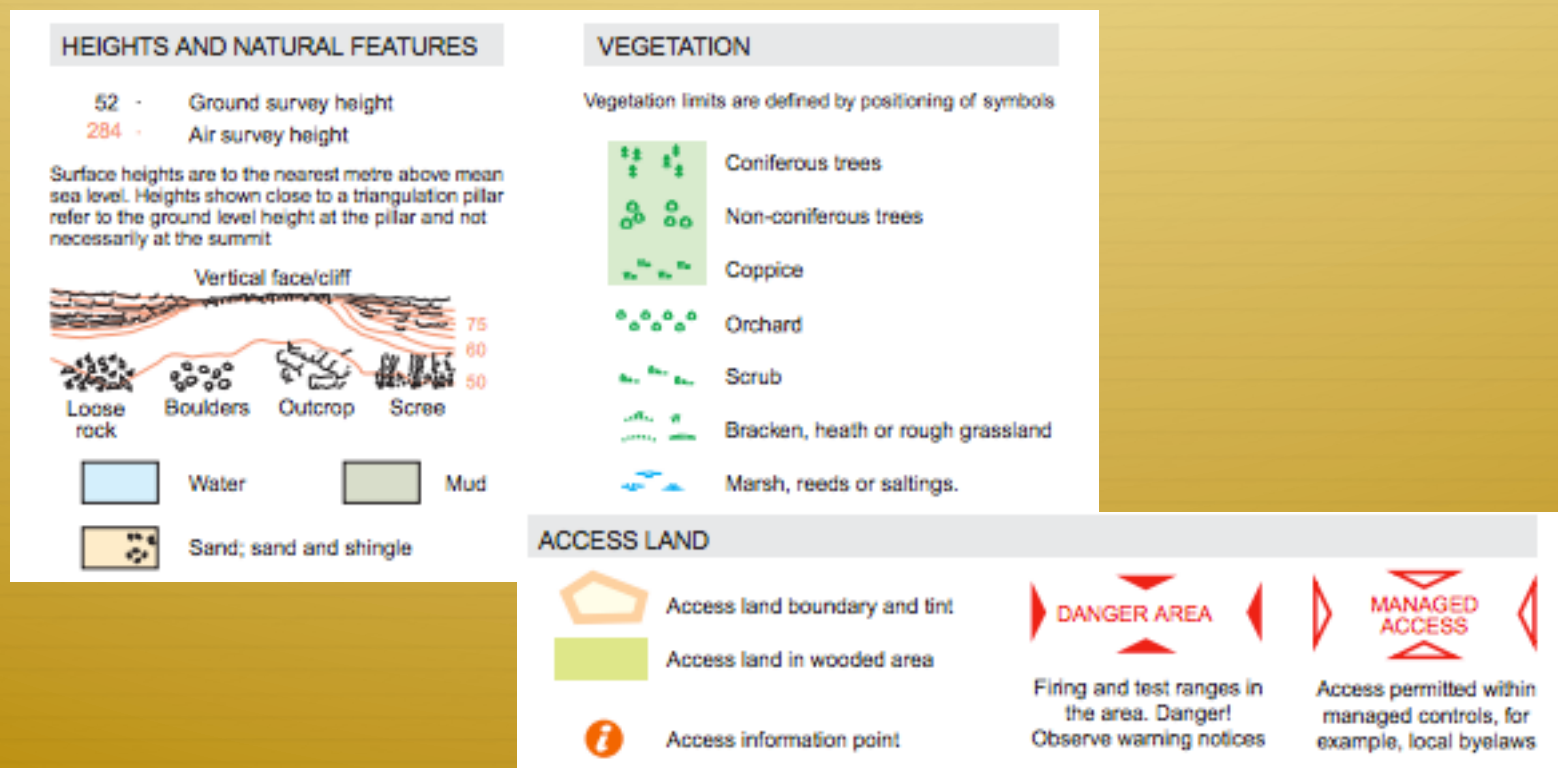 HEIGHTS AND NATURAL FEATURES
52 · Ground survey height
284 · Air survey height
Surface heights are to the nearest metre above mean
sea level. Heights shown close to a triangulation pillar
refer to the ground level height at the pillar and not
necessarily at the summit
Vertical face/cliff
75
60
50
Loose
rock
Boulders
Outcrop
Scree
Water
Mud
Sand; sand and shingle
VEGETATION
Vegetation limits are defined by positioning of symbols
Coniferous trees
Non-coniferous trees
Coppice
Orchard
Scrub
Bracken, heath or rough grassland
Marsh, reeds or saltings.
ACCESS LAND
Access land boundary and tint
Access land in wooded area
i
Access information point
DANGER AREA
Firing and test ranges in
the area. Danger!
Observe warning notices
MANAGED
ACCESS
Access permitted within
managed controls, for
example, local byelaws